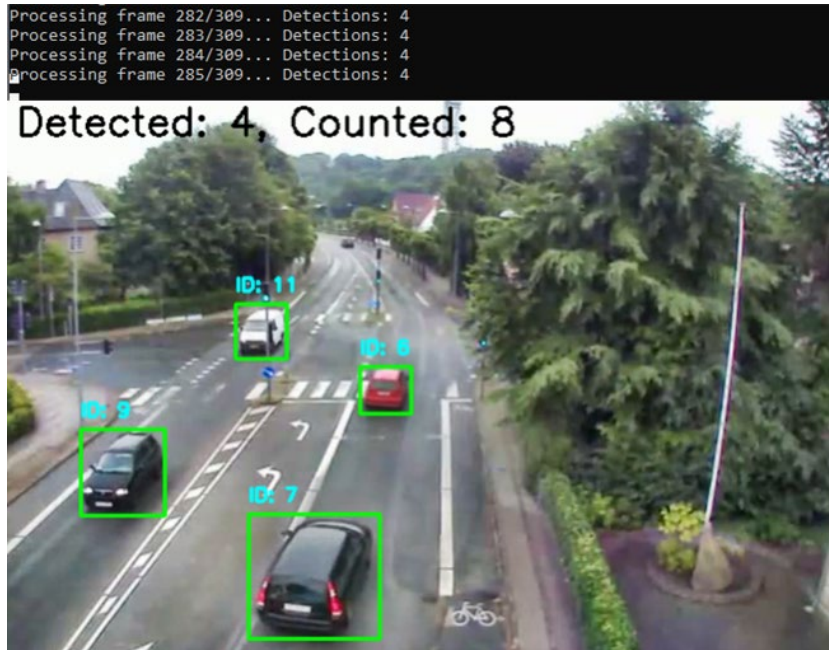 Processing frame 282/309... Detections: 4
Processing frame 283/309... Detections: 4
Processing frame 284/309... Detections: 4
Processing frame 285/309... Detections: 4
Detected: 4, Counted: 8
ID: 11
ID: 6
ID: 9
ID: 7